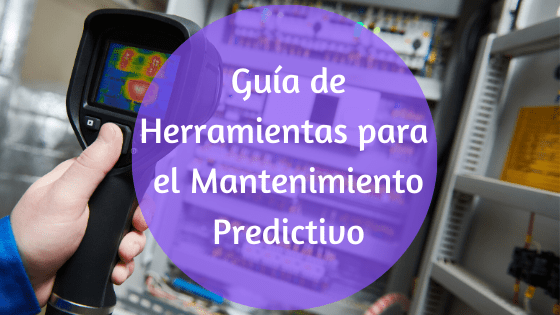 Guía de
Herramientas para
el Mantenimiento
Predictivo